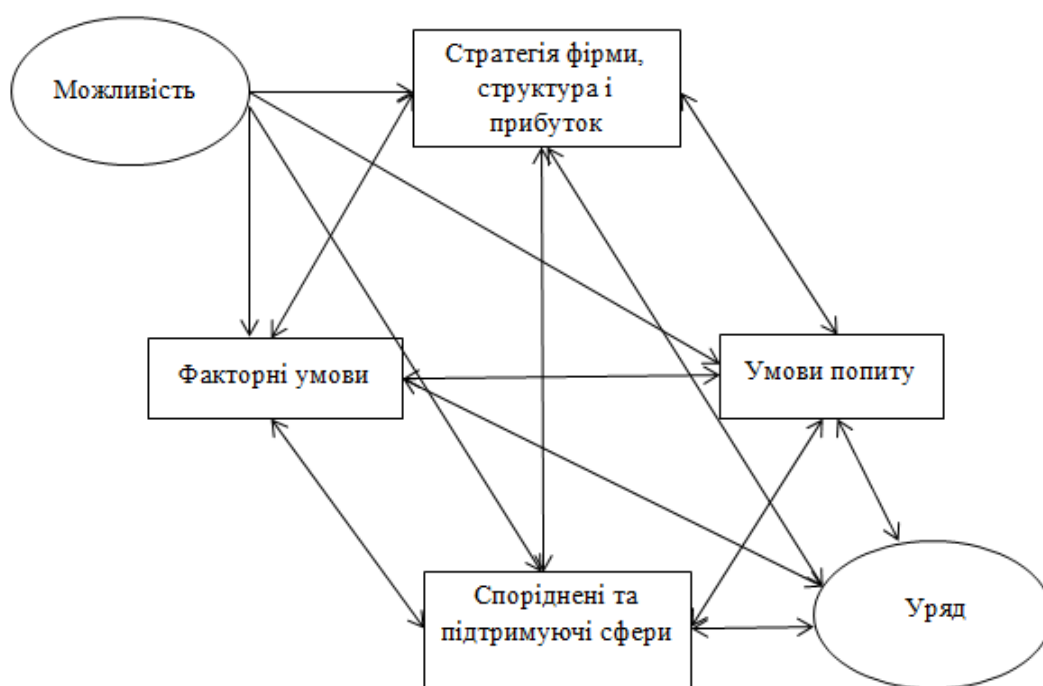 Можливість
Стратегія фірми,
структура і
прибуток
Факторні умови
Умови попиту
Споріднені та
підтримуючі сфери
Уряд